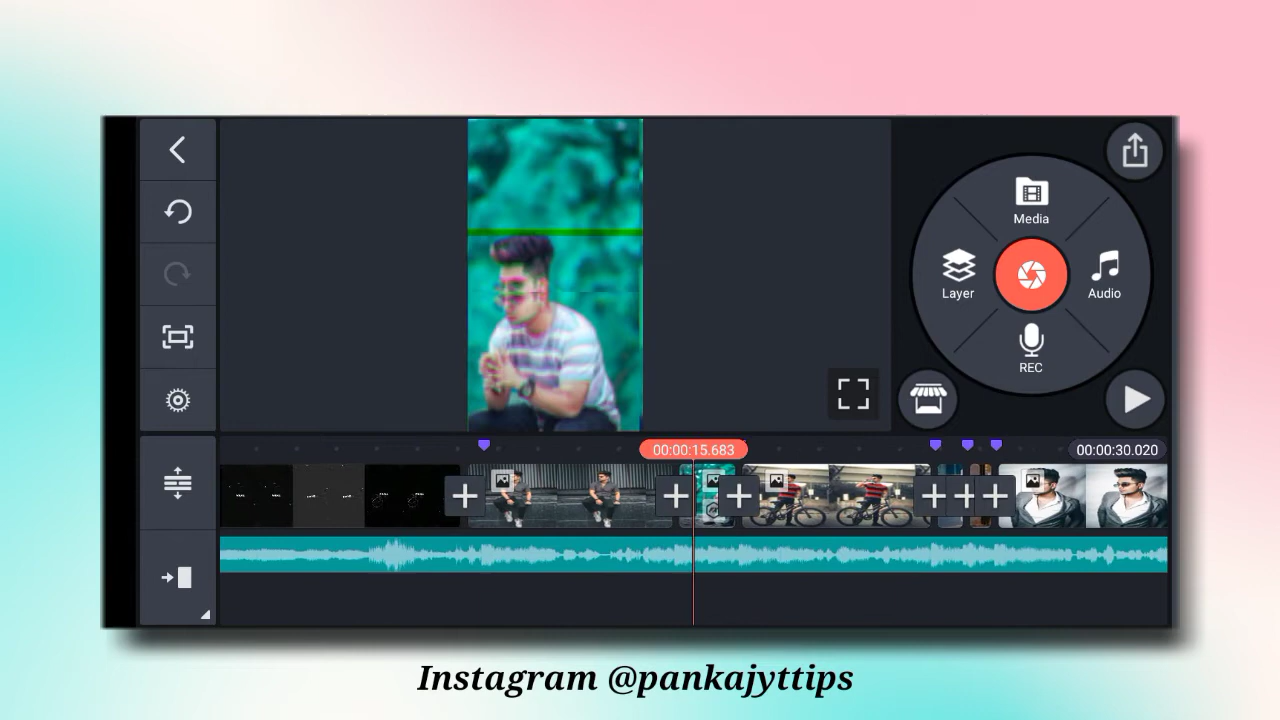 Media
Layer
Audio
REC
00:00:15.683
00:00:30.020
Instagram @pankajyttips